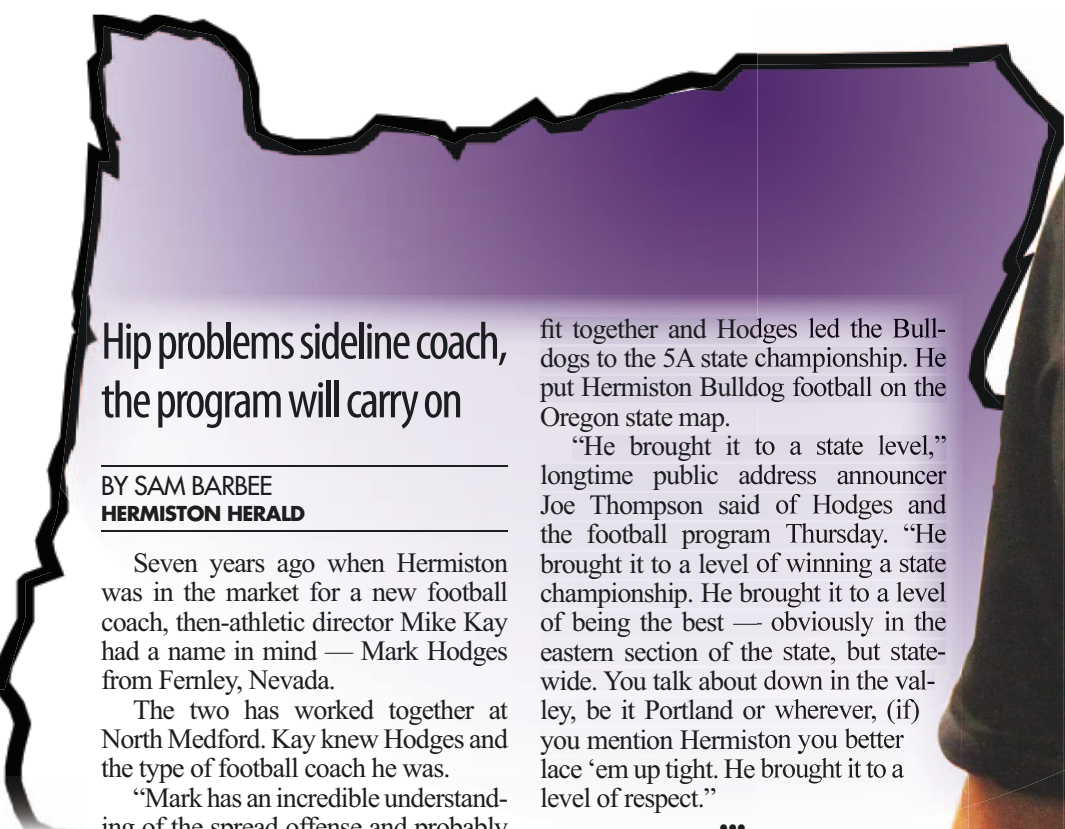 Hip problems sideline coach,
the program will carry on
BY SAM BARBEE
HERMISTON HERALD
Seven years ago when Hermiston
was in the market for a new football
coach, then-athletic director Mike Kay
had a name in mind — Mark Hodges
from Fernley, Nevada.
The two has worked together at
North Medford. Kay knew Hodges and
the type of football coach he was.
“Mark has an incredible understand-
ing of the spread offense and probably
fit together and Hodges led the Bull-
dogs to the 5A state championship. He
put Hermiston Bulldog football on the
Oregon state map.
“He brought it to a state level,”
longtime public address announcer
Joe Thompson said of Hodges and
the football program Thursday. “He
brought it to a level of winning a state
championship. He brought it to a level
of being the best — obviously in the
eastern section of the state, but state-
wide. You talk about down in the val-
ley, be it Portland or wherever, (if)
you mention Hermiston you better
lace ‘em up tight. He brought it to a
level of respect.”
•••